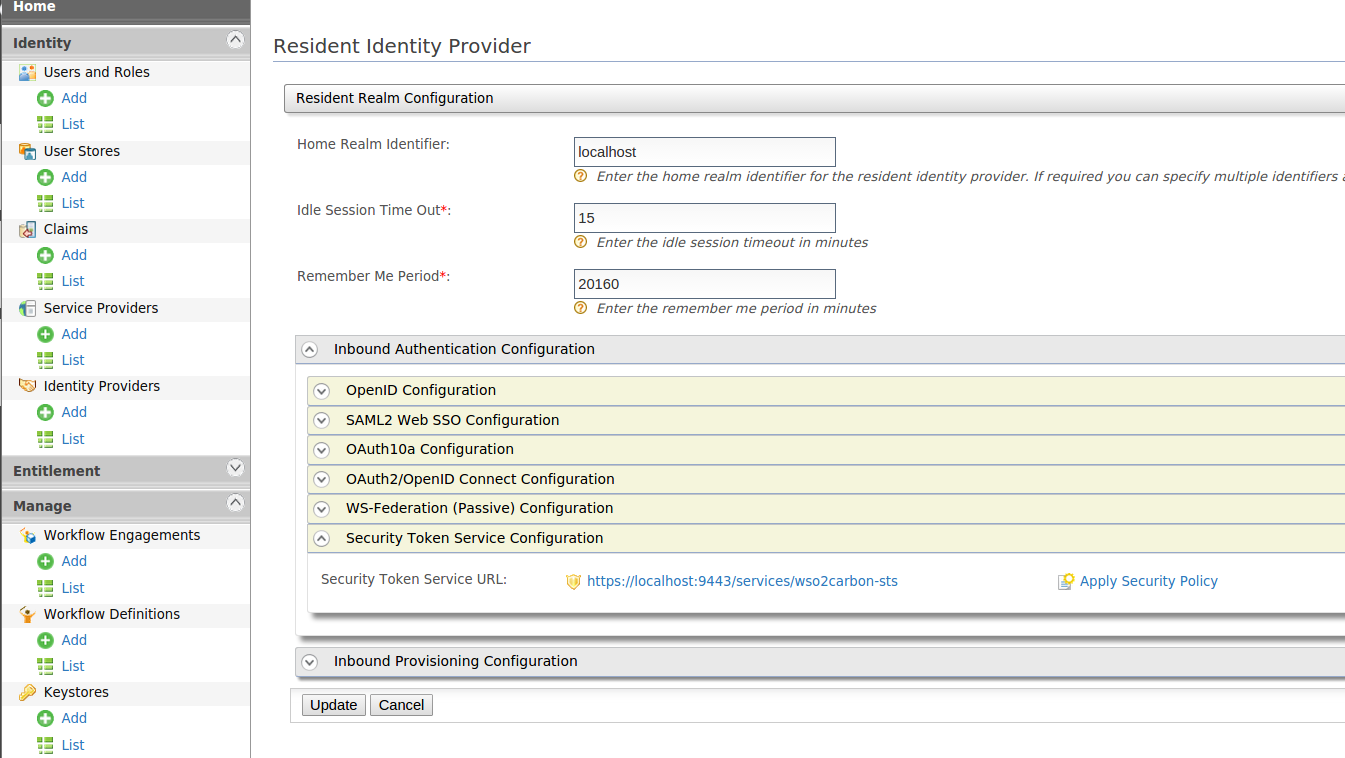 Home
Identity
Users and Roles
Add
List
User Stores
Add
List
Claims
Add
List
Service Providers
Add
List
Identity Providers
Add
List
Entitlement
Manage
Workflow Engagements
Add
List
Workflow Definitions
Add
List
Keystores
Add
List
Resident Identity Provider
Resident Realm Configuration
Home Realm Identifier: localhost
Enter the home realm identifier for the resident identity provider. If required you can specify multiple identifiers
Idle Session Time Out*: 15
Enter the idle session timeout in minutes
Remember Me Period*: 20160
Enter the remember me period in minutes
Inbound Authentication Configuration
OpenID Configuration
SAML2 Web SSO Configuration
OAuth10a Configuration
OAuth2/OpenID Connect Configuration
WS-Federation (Passive) Configuration
Security Token Service Configuration
Security Token Service URL: https://localhost:9443/services/wso2carbon-sts Apply Security Policy
Inbound Provisioning Configuration
Update Cancel